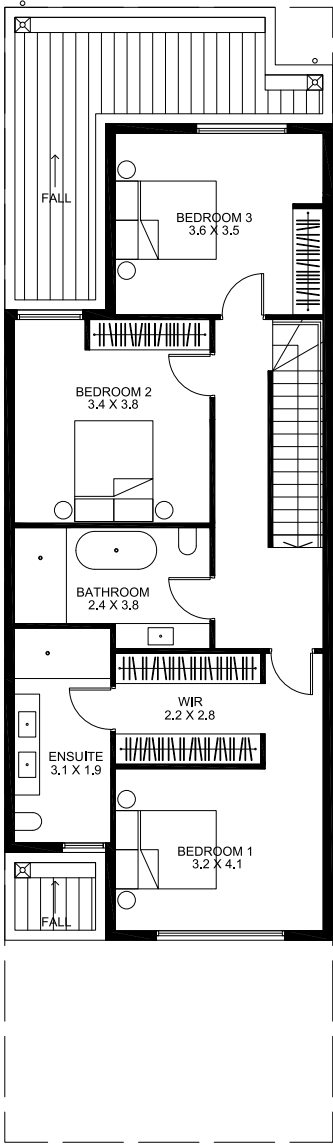 FALL
BEDROOM 3
3.6 X 3.5
BEDROOM 2
3.4 X 3.8
BATHROOM
2.4 X 3.8
WIR
2.2 X 2.8
ENSUITE
3.1 X 1.9
BEDROOM 1
3.2 X 4.1
FALL